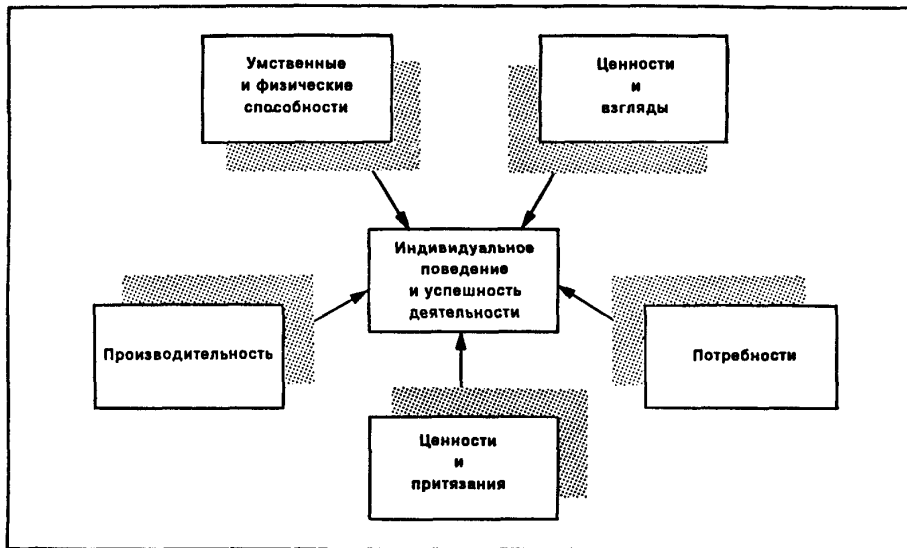 Умственные
и физические
способности
Ценности
и
взгляды
Индивидуальное
поведение
и успешность
деятельности
Производительность
Потребности
Ценности
и
притязания